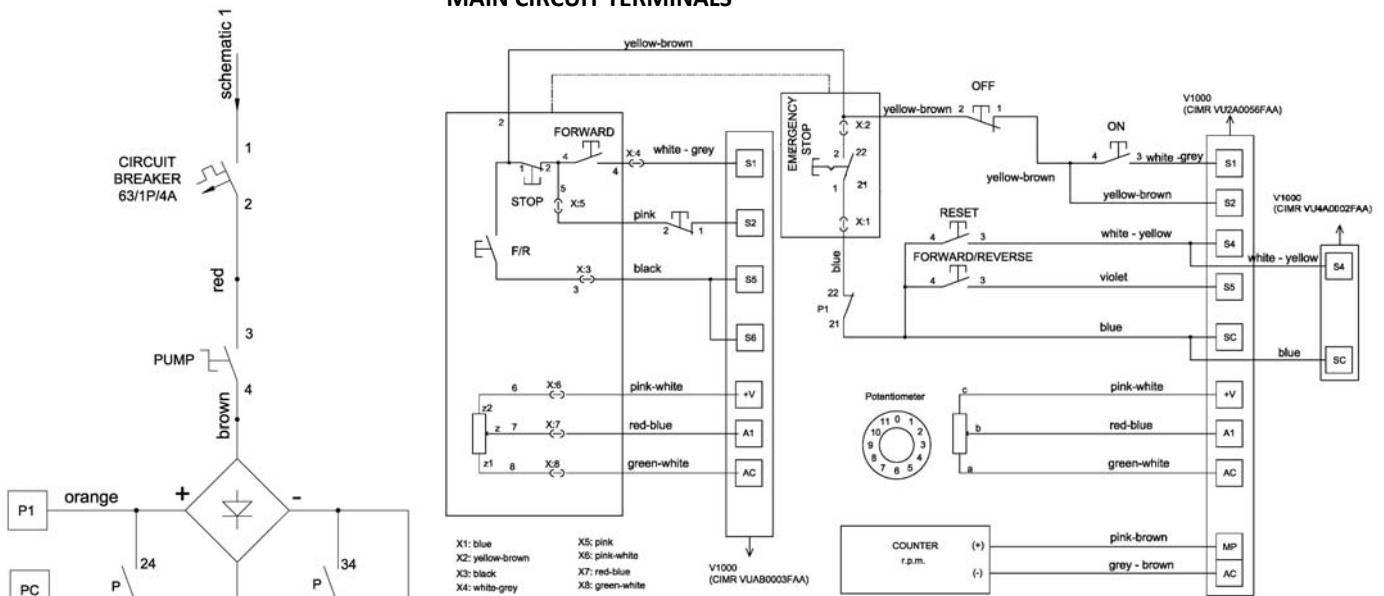 MAIN CIRCUIT TERMINALS
schematic 1
1
CIRCUIT
BREAKER
63/1P/4A
2
red
3
PUMP
4
brown
P1
orange
+
-
24
34
P
P
PC
yellow-brown
2
FORWARD
4
X:4
white - grey
4
1
2
STOP
5
X:5
pink
2
1
F/R
X:3
black
3
6
X:6
pink-white
z2
z
7
X:7
red-blue
z1
8
X:8
green-white
S1
S2
S5
S6
+V
A1
AC
V1000
(CIMR VUAB0003FAA)
X1: blue
X2: yellow-brown
X3: black
X4: white-grey
X5: pink
X6: pink-white
X7: red-blue
X8: green-white
EMERGENCY
STOP
X:2
2
22
1
21
X:1
blue
22
P1
21
OFF
yellow-brown
2
1
ON
4
3
white -grey
yellow-brown
yellow-brown
RESET
4
3
white - yellow
FORWARD/REVERSE
4
3
violet
blue
white - yellow
blue
V1000
(CIMR VU2A0056FAA)
S1
S2
S4
S5
SC
+V
A1
AC
MP
AC
V1000
(CIMR VU4A0002FAA)
S4
SC
Potentiometer
11 0 1
10 2
9 3
8 4
7 6 5
c
pink-white
b
red-blue
a
green-white
COUNTER
r.p.m.
(+)
pink-brown
(-)
grey - brown